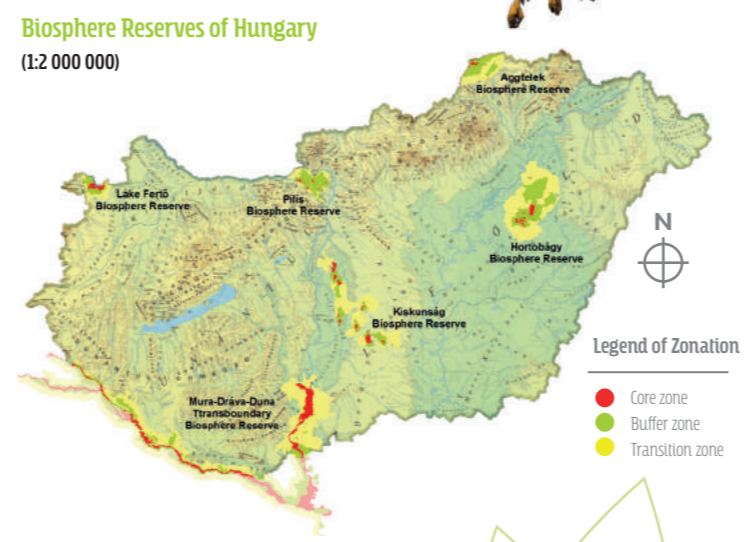 Biosphere Reserves of Hungary
(1:2 000 000)
Aggtelek
Biosphere Reserve
Lake Fertő
Biosphere Reserve
Pilis
Biosphere Reserve
Hortobágy
Biosphere Reserve
N
Kiskunság
Biosphere Reserve
Legend of Zonation
Mura-Dráva-Duna
Ttransboundary
Biosphere Reserve
Core zone
Buffer zone
Transition zone